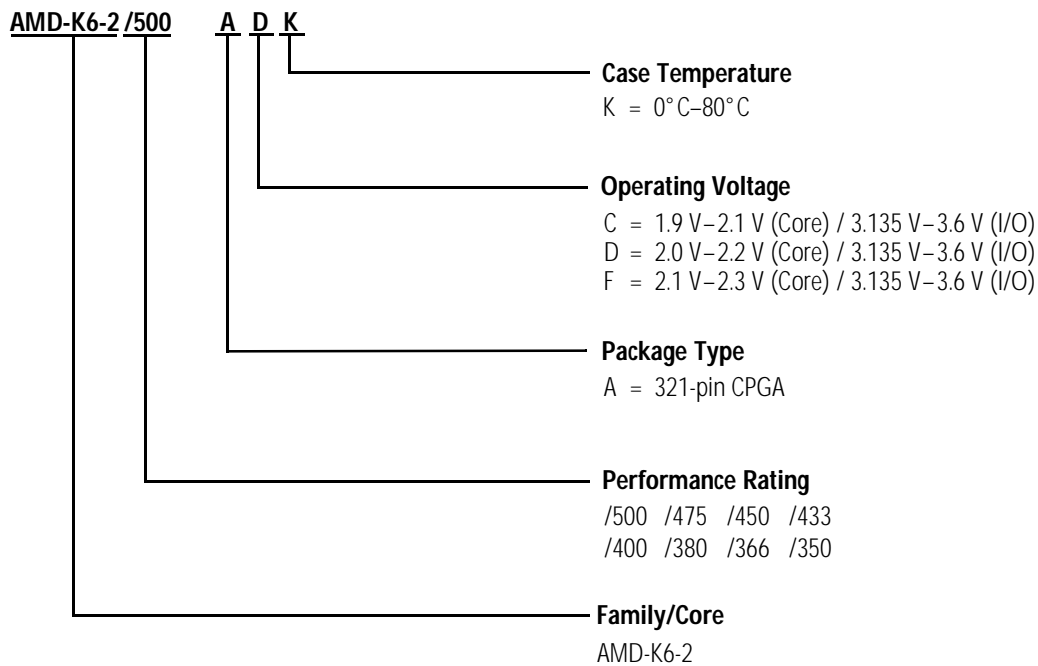 AMD-K6-2 /500 A D K
Case Temperature
K = 0°C–80°C
Operating Voltage
C = 1.9 V–2.1 V (Core) / 3.135 V–3.6 V (I/O)
D = 2.0 V–2.2 V (Core) / 3.135 V–3.6 V (I/O)
F = 2.1 V–2.3 V (Core) / 3.135 V–3.6 V (I/O)
Package Type
A = 321-pin CPGA
Performance Rating
/500 /475 /450 /433
/400 /380 /366 /350
Family/Core
AMD-K6-2